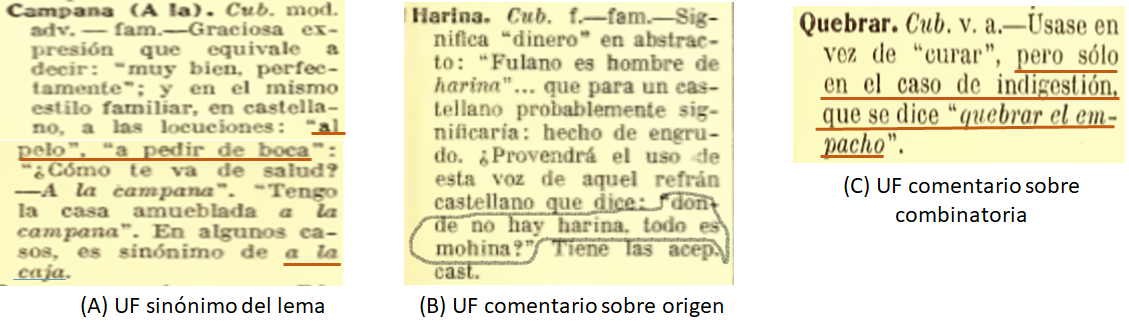 Campana (A la). Cub. mod.
adv. — fam.—Graciosa ex-
presión que equivale a
decir: "muy bien, perfec-
tamente"; y en el mismo
estilo familiar, en castella-
no, a las locuciones: "al
pelo", "a pedir de boca":
"¿Cómo te va de salud?
—A la campana". "Tengo
la casa amueblada a la
campana". En algunos ca-
sos, es sinónimo de a la
caja.
(A) UF sinónimo del lema
Harina. Cub. f.—fam.—Sig-
nifica "dinero" en abstrac-
to: "Fulano es hombre de
harina"... que para un cas-
tellano probablemente sig-
nificaría: hecho de engru-
do. ¿Provendrá el uso de
esta voz de aquel refrán
castellano que dice: "don-
de no hay harina, todo es
mohina?" Tiene las acep.
cast.
(B) UF comentario sobre origen
Quebrar. Cub. v. a.—Úsase en
vez de "curar", pero sólo
en el caso de indigestión,
que se dice "quebrar el em-
pacho".
(C) UF comentario sobre
combinatoria